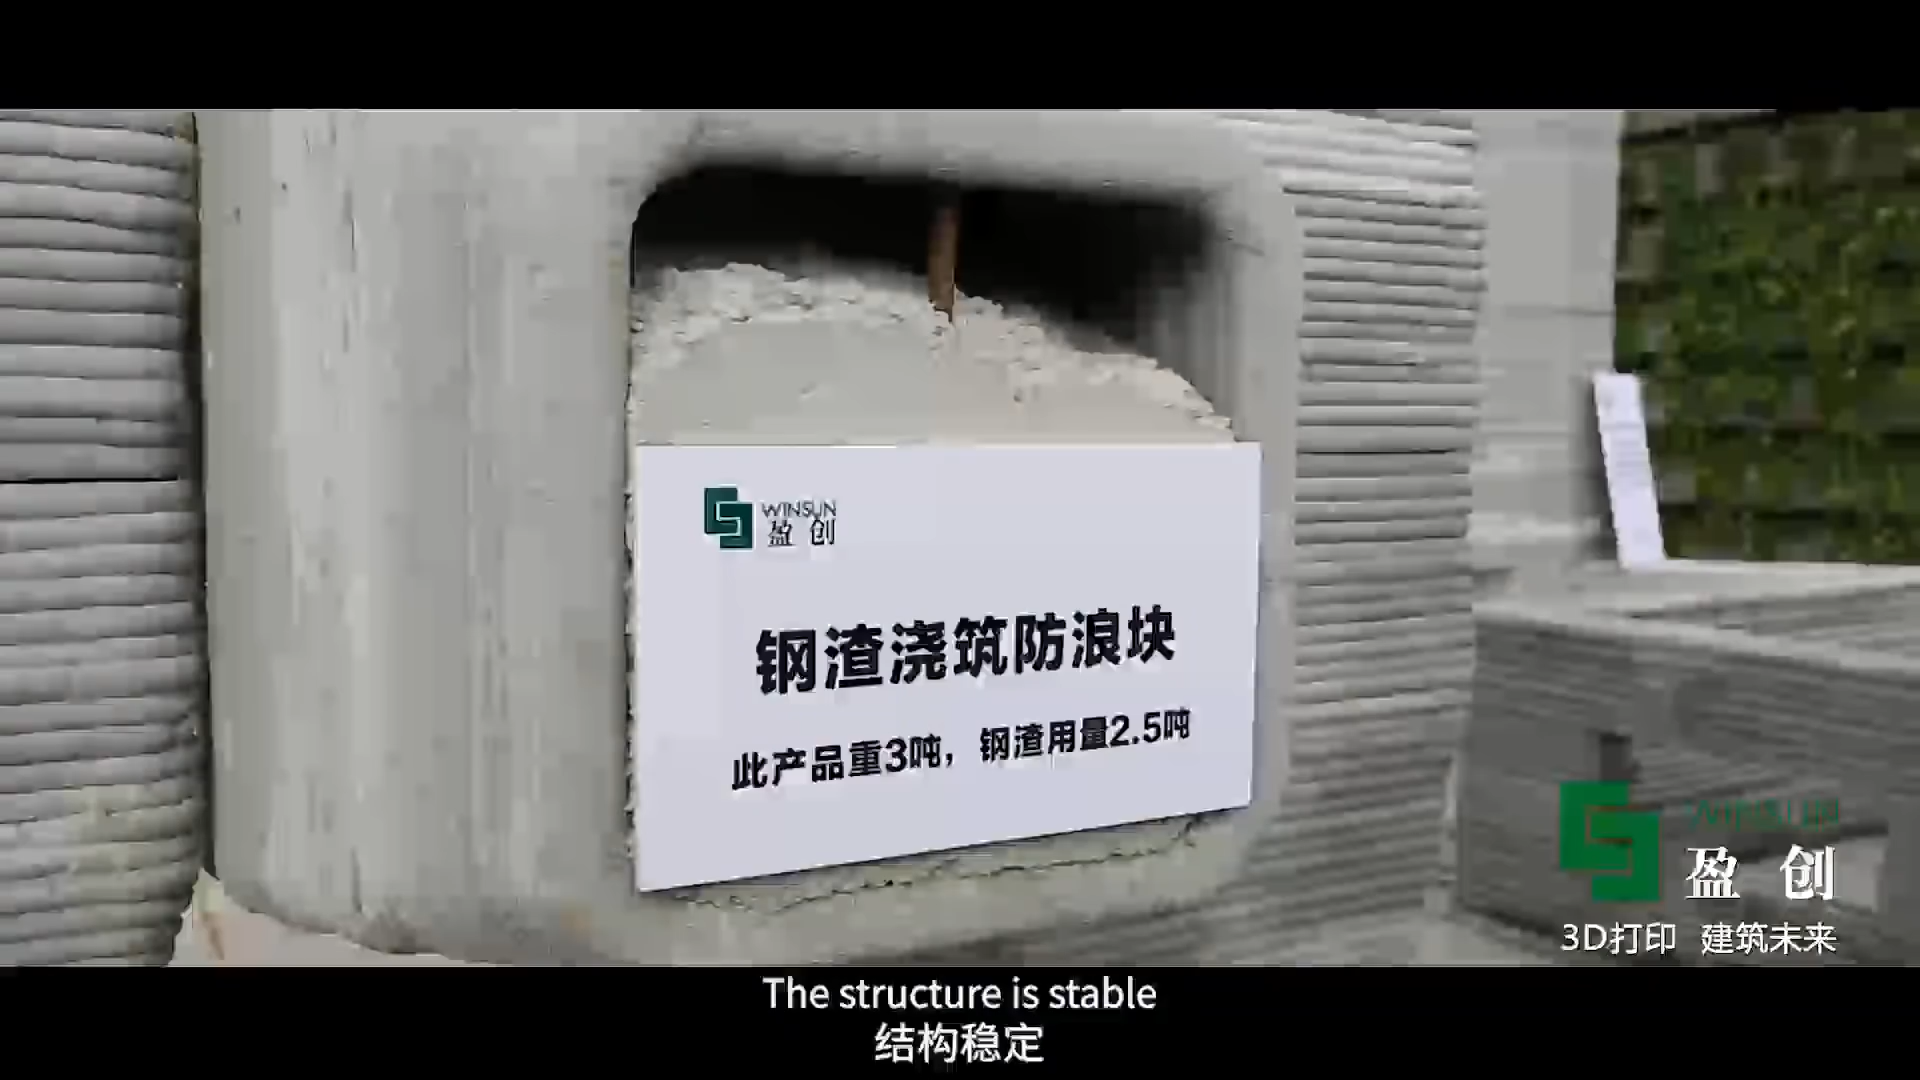 WINSUN
盈创
钢渣浇筑防浪块
此产品重3吨，钢渣用量2.5吨
WINSUN
盈创
3D打印 建筑未来
The structure is stable
结构稳定